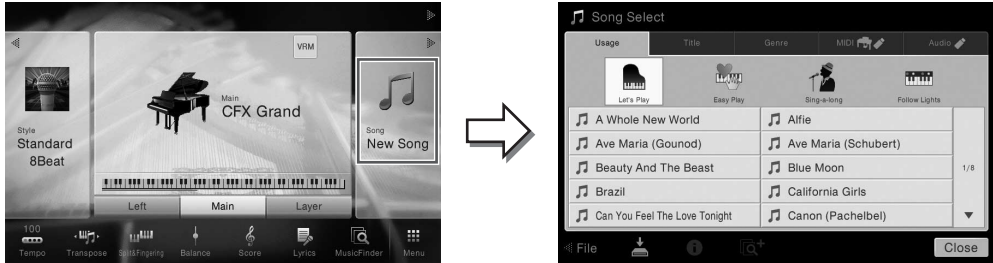 VRM
Main
CFX Grand
Style
Standard
8Beat
Song
New Song
Left
Main
Layer
100
Tempo
Transpose
Split&Fingering
Balance
Score
Lyrics
MusicFinder
Menu
Song Select
Usage
Title
Genre
MIDI
Audio
Let's Play
Easy Play
Sing-a-long
Follow Lights
A Whole New World
Alfie
Ave Maria (Gounod)
Ave Maria (Schubert)
Beauty And The Beast
Blue Moon
1/8
Brazil
California Girls
Can You Feel The Love Tonight
Canon (Pachelbel)
File
Close